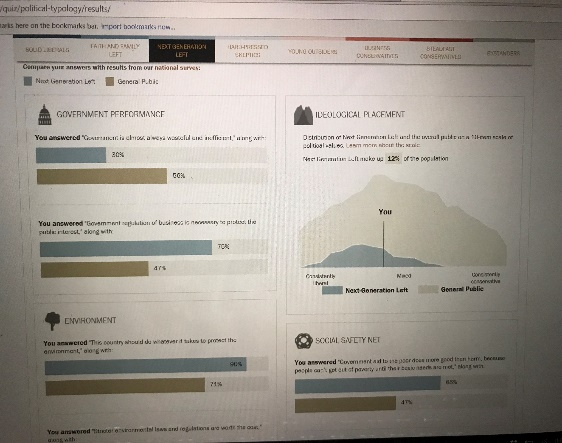 /quiz/political-typology/results/
arks here on the bookmarks bar. Import bookmarks now...
SOLID LIBERALS
FAITH AND FAMILY
LEFT
NEXT GENERATION
LEFT
HARD-PRESSED
SKEPTICS
YOUNG OUTSIDERS
BUSINESS
CONSERVATIVES
STEADFAST
CONSERVATIVES
BYSTANDERS
Compare your answers with results from our national survey:
Next Generation Left
General Public
GOVERNMENT PERFORMANCE
You answered "Government is almost always wasteful and inefficient," along with:
30%
56%
You answered "Government regulation of business is necessary to protect the
public interest," along with:
75%
47%
ENVIRONMENT
You answered "This country should do whatever it takes to protect the
environment," along with:
71%
You answered "Stricter environmental laws and regulations are worth the cost,"
along with:
IDEOLOGICAL PLACEMENT
Distribution of Next Generation Left and the overall public on a 10-item scale of
political values. Learn more about the scale
Next Generation Left make up 12% of the population
You
Consistently
liberal
Mixed
Consistently
conservative
Next Generation Left
General Public
SOCIAL SAFETY NET
You answered "Government aid to the poor does more good than harm, because
people can't get out of poverty until their basic needs are met," along with:
47%